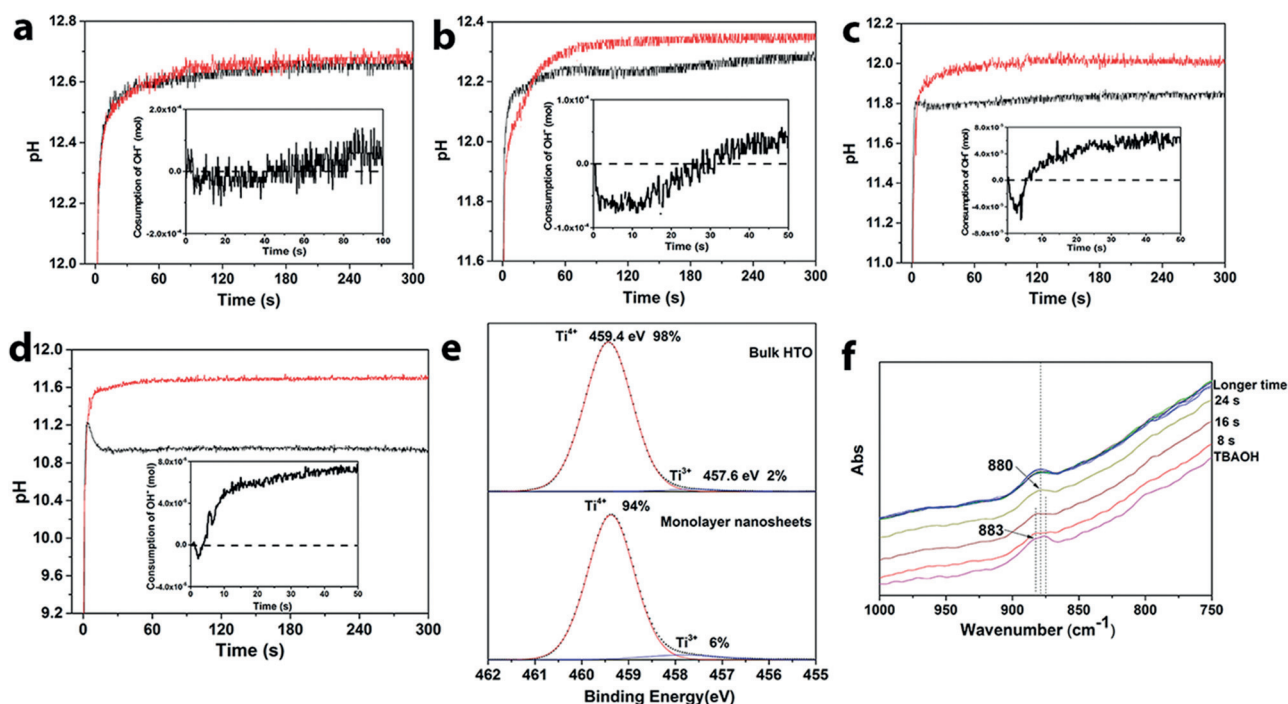 a
12.8
12.6
12.4
12.2
12.0
pH
0
60
120
180
240
300
Time (s)
2.0x10⁻⁴
0.0
-2.0x10⁻⁴
Cosumption of OH⁻ (mol)
0
20
40
60
80
100
Time (s)
b
12.4
12.2
12.0
11.8
11.6
pH
0
60
120
180
240
300
Time (s)
1.0x10⁻⁴
0.0
-1.0x10⁻⁴
Consumption of OH⁻ (mol)
0
10
20
30
40
50
Time (s)
c
12.2
12.0
11.8
11.6
11.4
11.2
11.0
pH
0
60
120
180
240
300
Time (s)
8.0x10⁻⁵
4.0x10⁻⁵
0.0
-4.0x10⁻⁵
-8.0x10⁻⁵
Consumption of OH⁻ (mol)
0
10
20
30
40
50
60
Time (s)
d
12.0
11.6
11.2
10.8
10.4
10.0
9.6
9.2
pH
0
60
120
180
240
300
Time (s)
0.0
Consumption of OH⁻ (mol)
0
10
20
30
40
50
Time (s)
e
Ti⁴⁺ 459.4 eV 98%
Bulk HTO
Ti³⁺
457.6 eV 2%
Ti⁴⁺ 94%
Monolayer nanosheets
Ti³⁺ 6%
462
461
460
459
458
457
456
455
Binding Energy(eV)
f
Abs
Longer time
24 s
16 s
8 s
TBAOH
880
883
1000
950
900
850
800
750
Wavenumber (cm⁻¹)